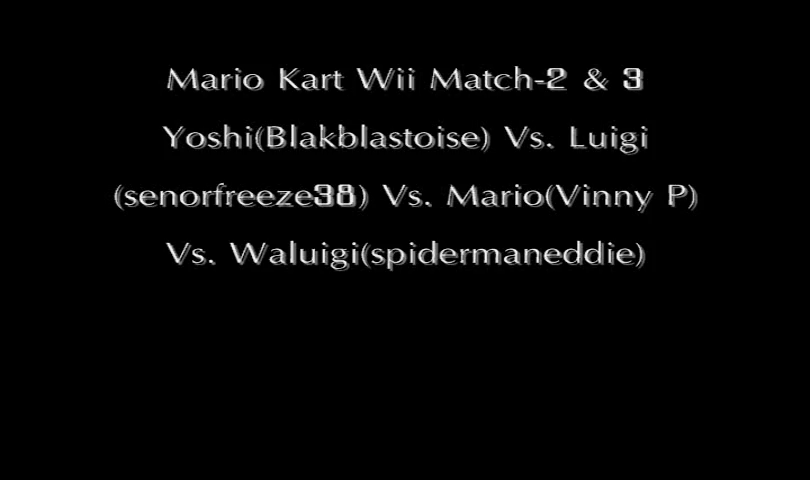 Mario Kart Wii Match-2 & 3
Yoshi(Blakblastoise) Vs. Luigi
(senorfreeze38) Vs. Mario(Vinny P)
Vs. Waluigi(spidermaneddie)